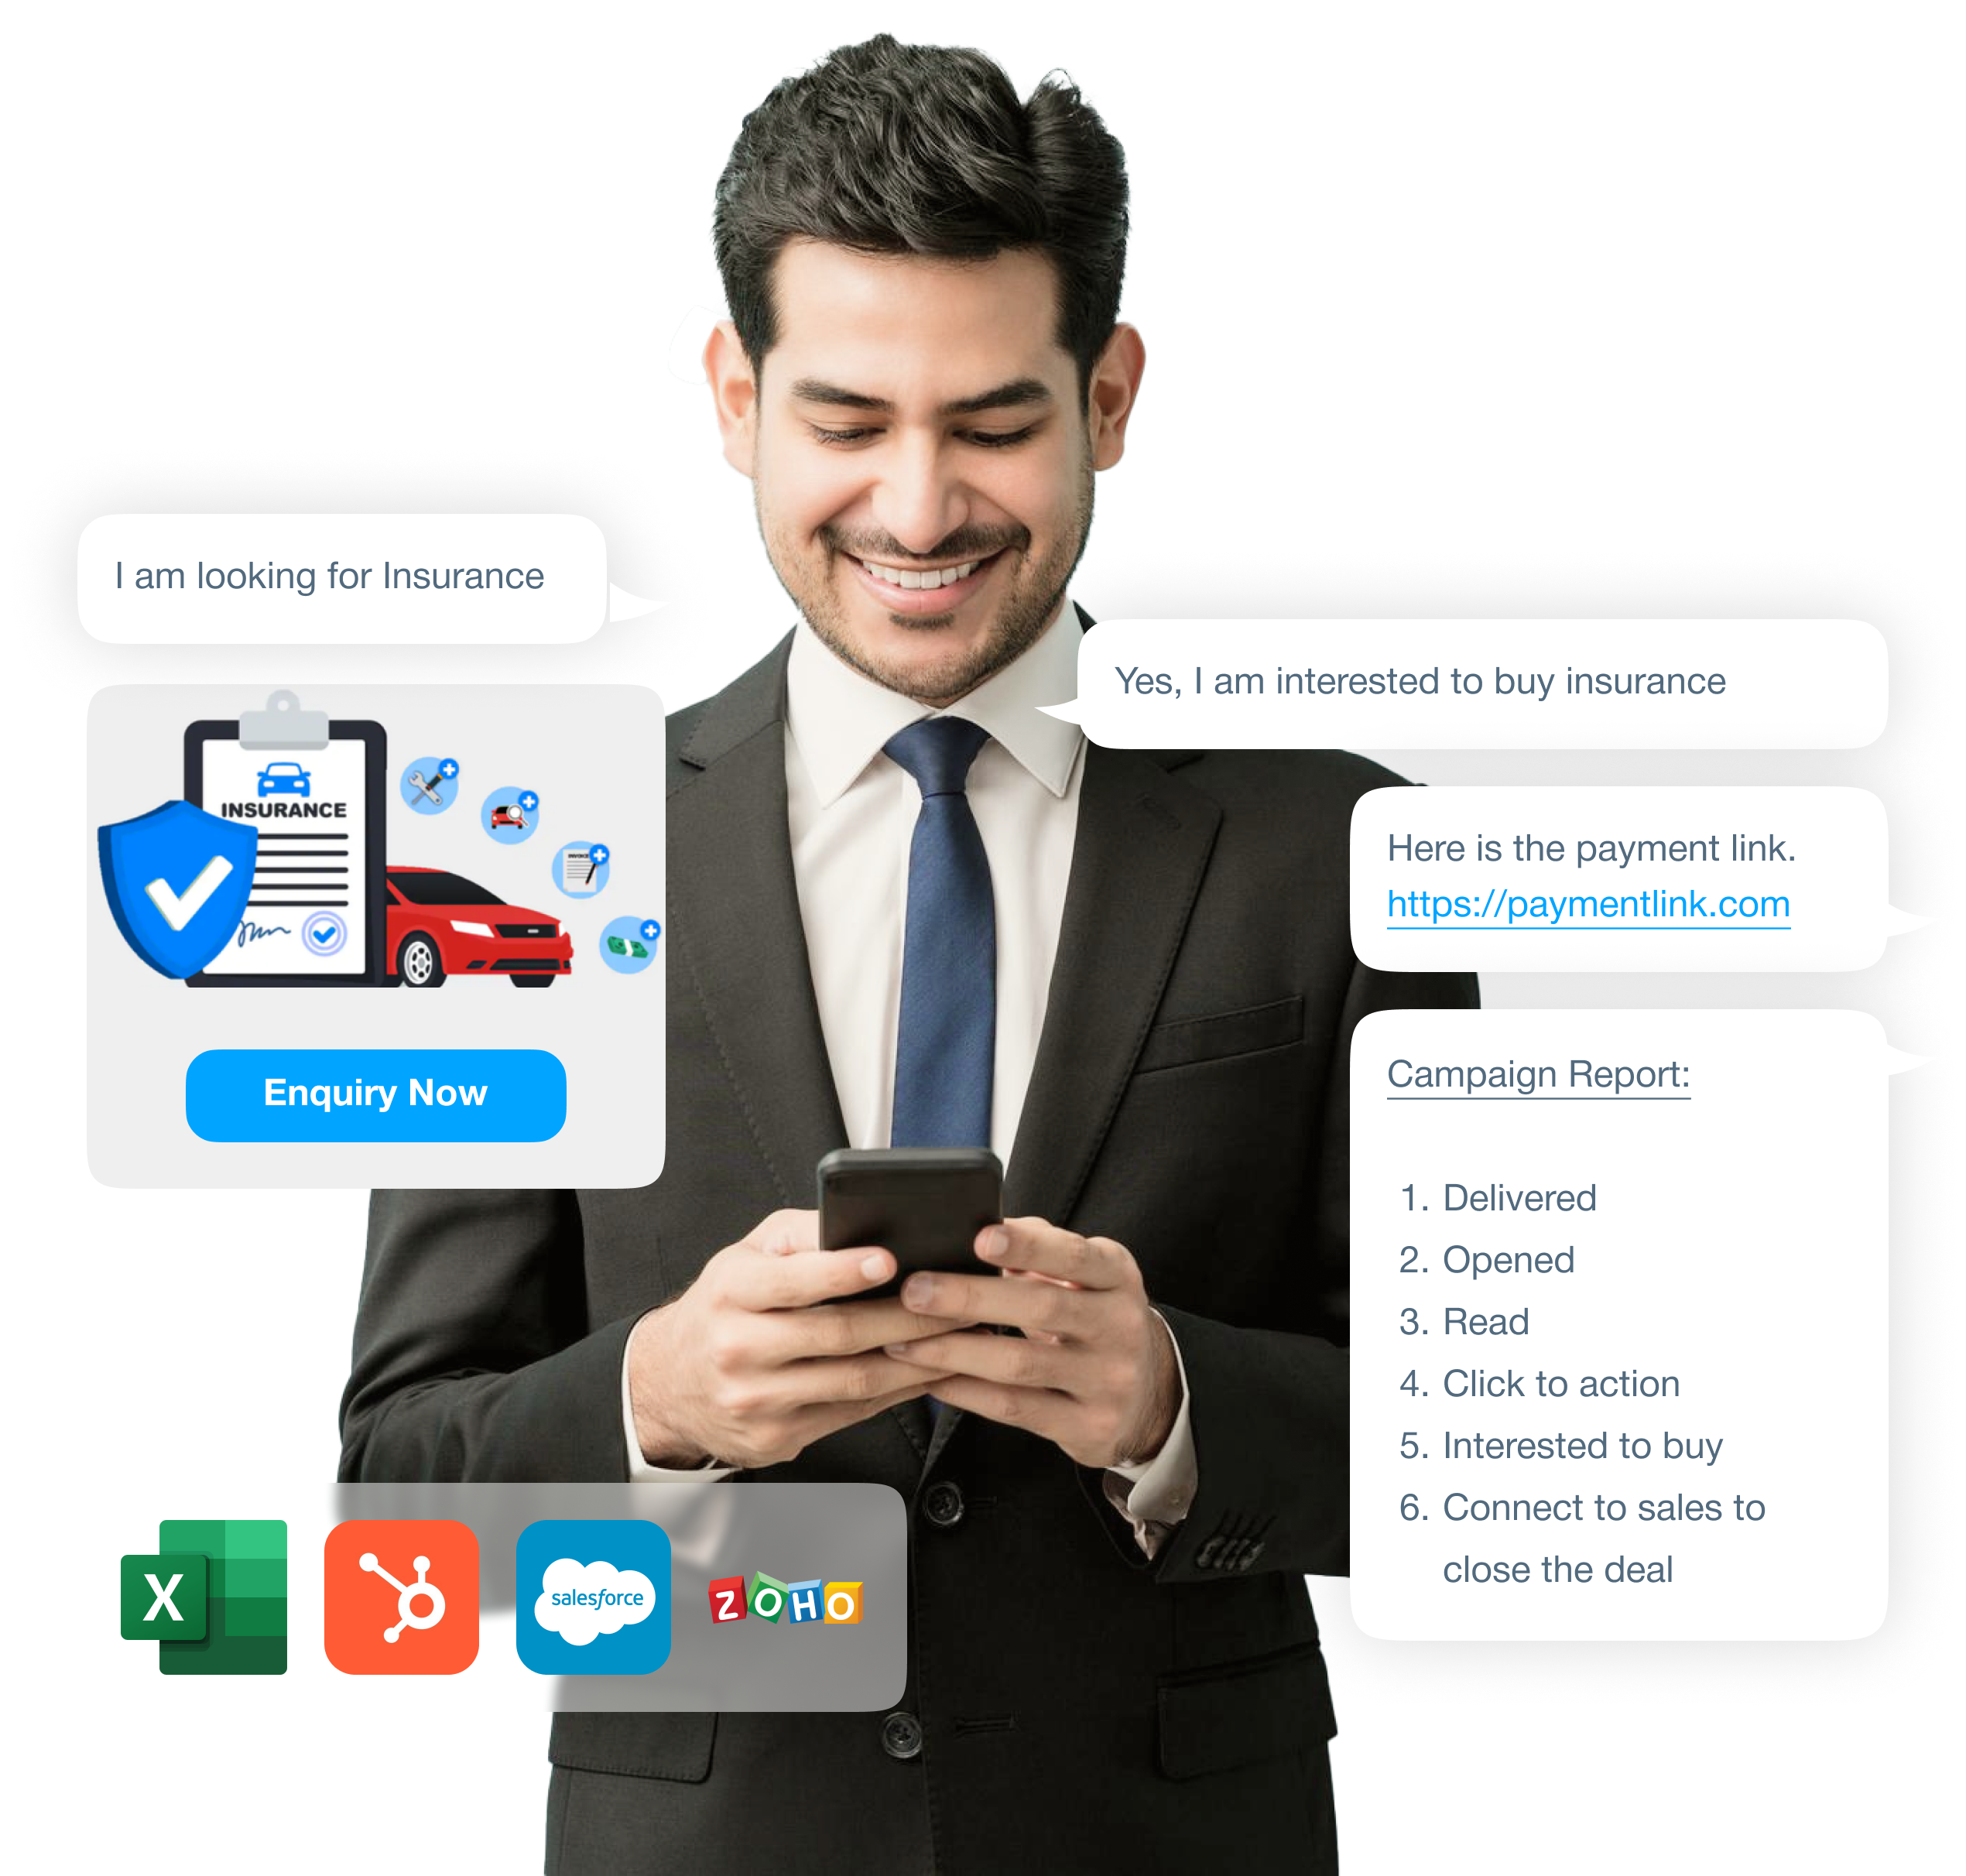 I am looking for Insurance
INSURANCE
INVOICE
Enquiry Now
Yes, I am interested to buy insurance
Here is the payment link.
https://paymentlink.com
Campaign Report:
1. Delivered
2. Opened
3. Read
4. Click to action
5. Interested to buy
6. Connect to sales to
close the deal
X
salesforce
ZOHO